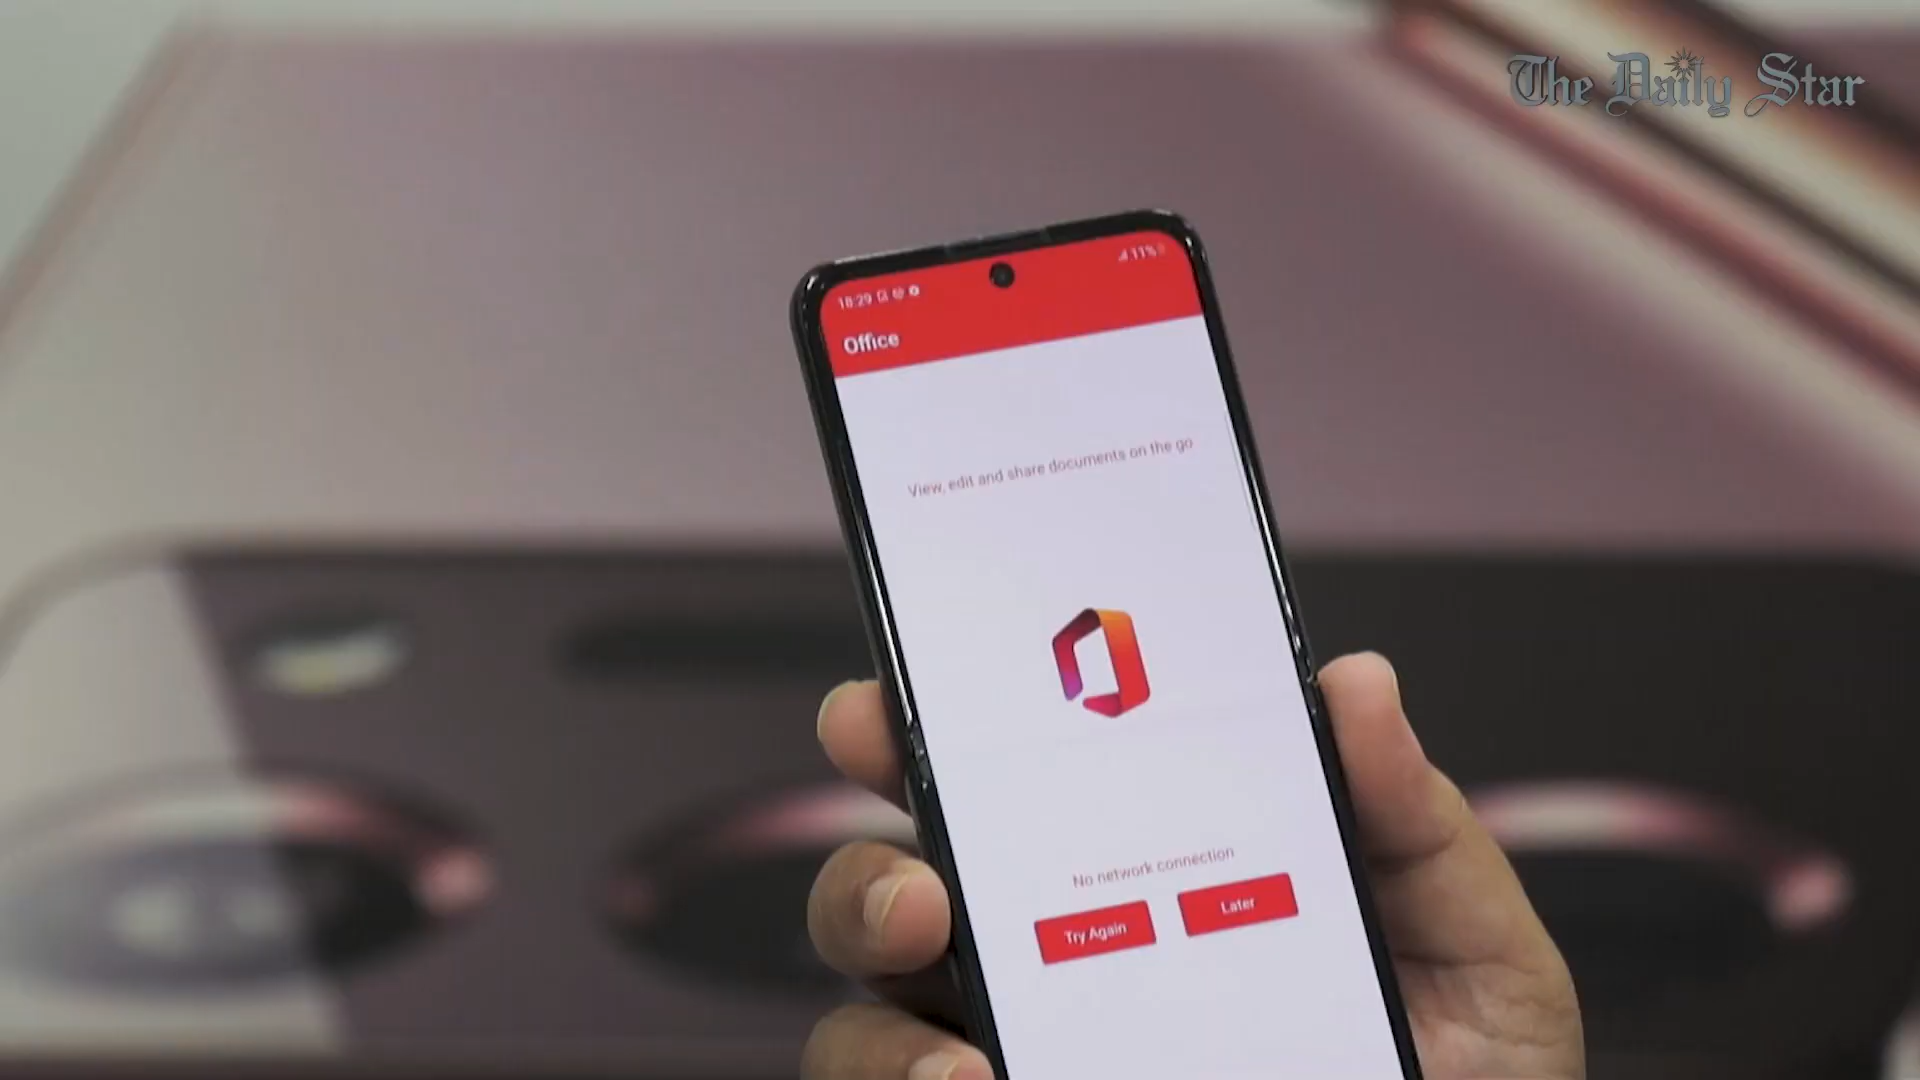 The Daily Star
18:29
11%
Office
View, edit and share documents on the go
No network connection
Try Again
Later